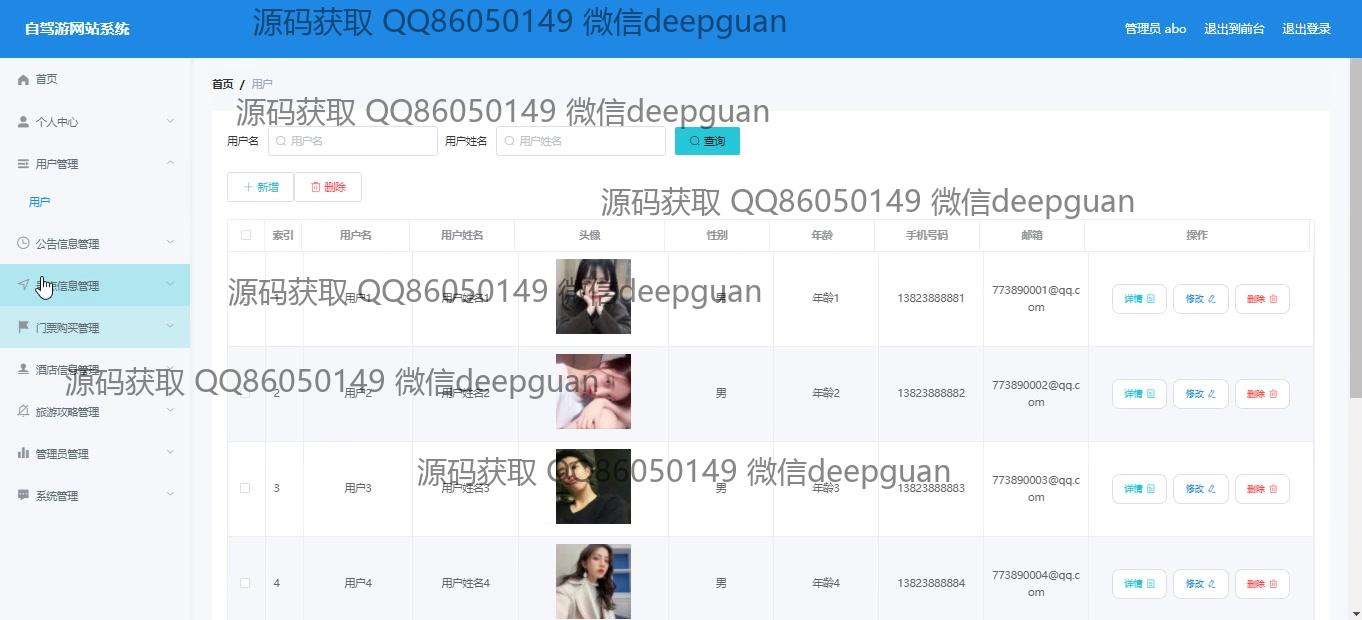 自驾游网站系统
源码获取 QQ86050149 微信deepguan
管理员 abo 退出到前台 退出登录
首页
个人中心
用户管理
用户
公告信息管理
信息管理
门票购买管理
酒店信息管理
旅游攻略管理
管理员管理
系统管理
首页 / 用户
源码获取 QQ86050149 微信deepguan
用户名 用户名 用户姓名 用户姓名 查询
新增 删除
源码获取 QQ86050149 微信deepguan
索引 用户名 用户姓名 头像 性别 年龄 手机号码 邮箱 操作
源码获取 QQ86050149 微信deepguan
1 用户1 用户姓名1 男 年龄1 13823888881 773890001@qq.c
om 详情 修改 删除
源码获取 QQ86050149 微信deepguan
2 用户2 用户姓名2 男 年龄2 13823888882 773890002@qq.c
om 详情 修改 删除
源码获取 QQ86050149 微信deepguan
3 用户3 用户姓名3 男 年龄3 13823888883 773890003@qq.c
om 详情 修改 删除
4 用户4 用户姓名4 男 年龄4 13823888884 773890004@qq.c
om 详情 修改 删除